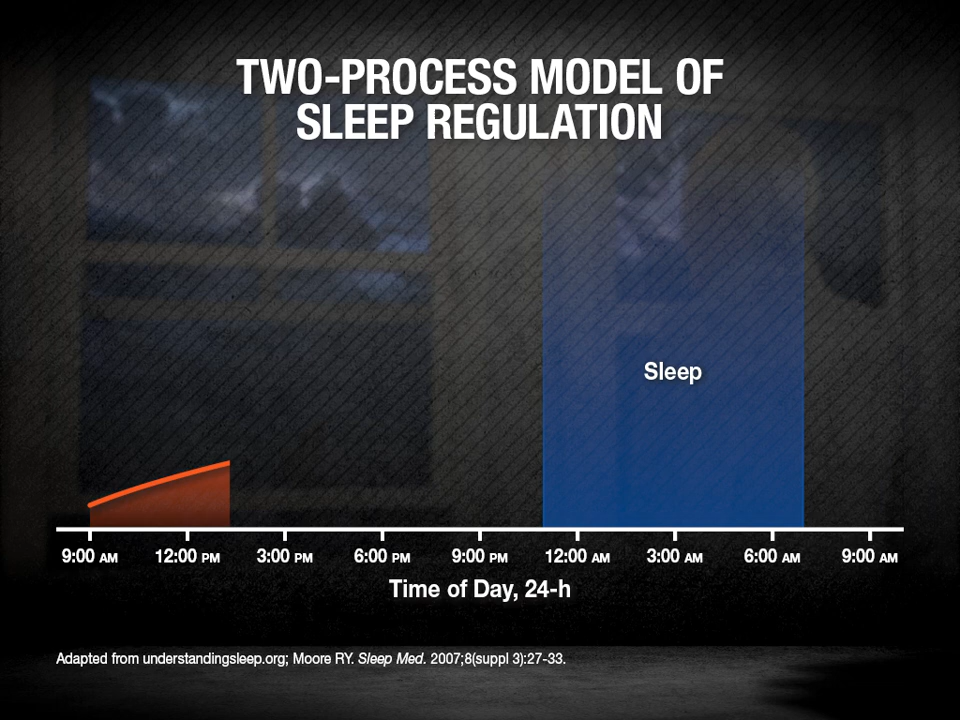 TWO-PROCESS MODEL OF
SLEEP REGULATION
Sleep
9:00 AM 12:00 PM 3:00 PM 6:00 PM 9:00 PM 12:00 AM 3:00 AM 6:00 AM 9:00 AM
Time of Day, 24-h
Adapted from understandingsleep.org; Moore RY. Sleep Med. 2007;8(suppl 3):27-33.